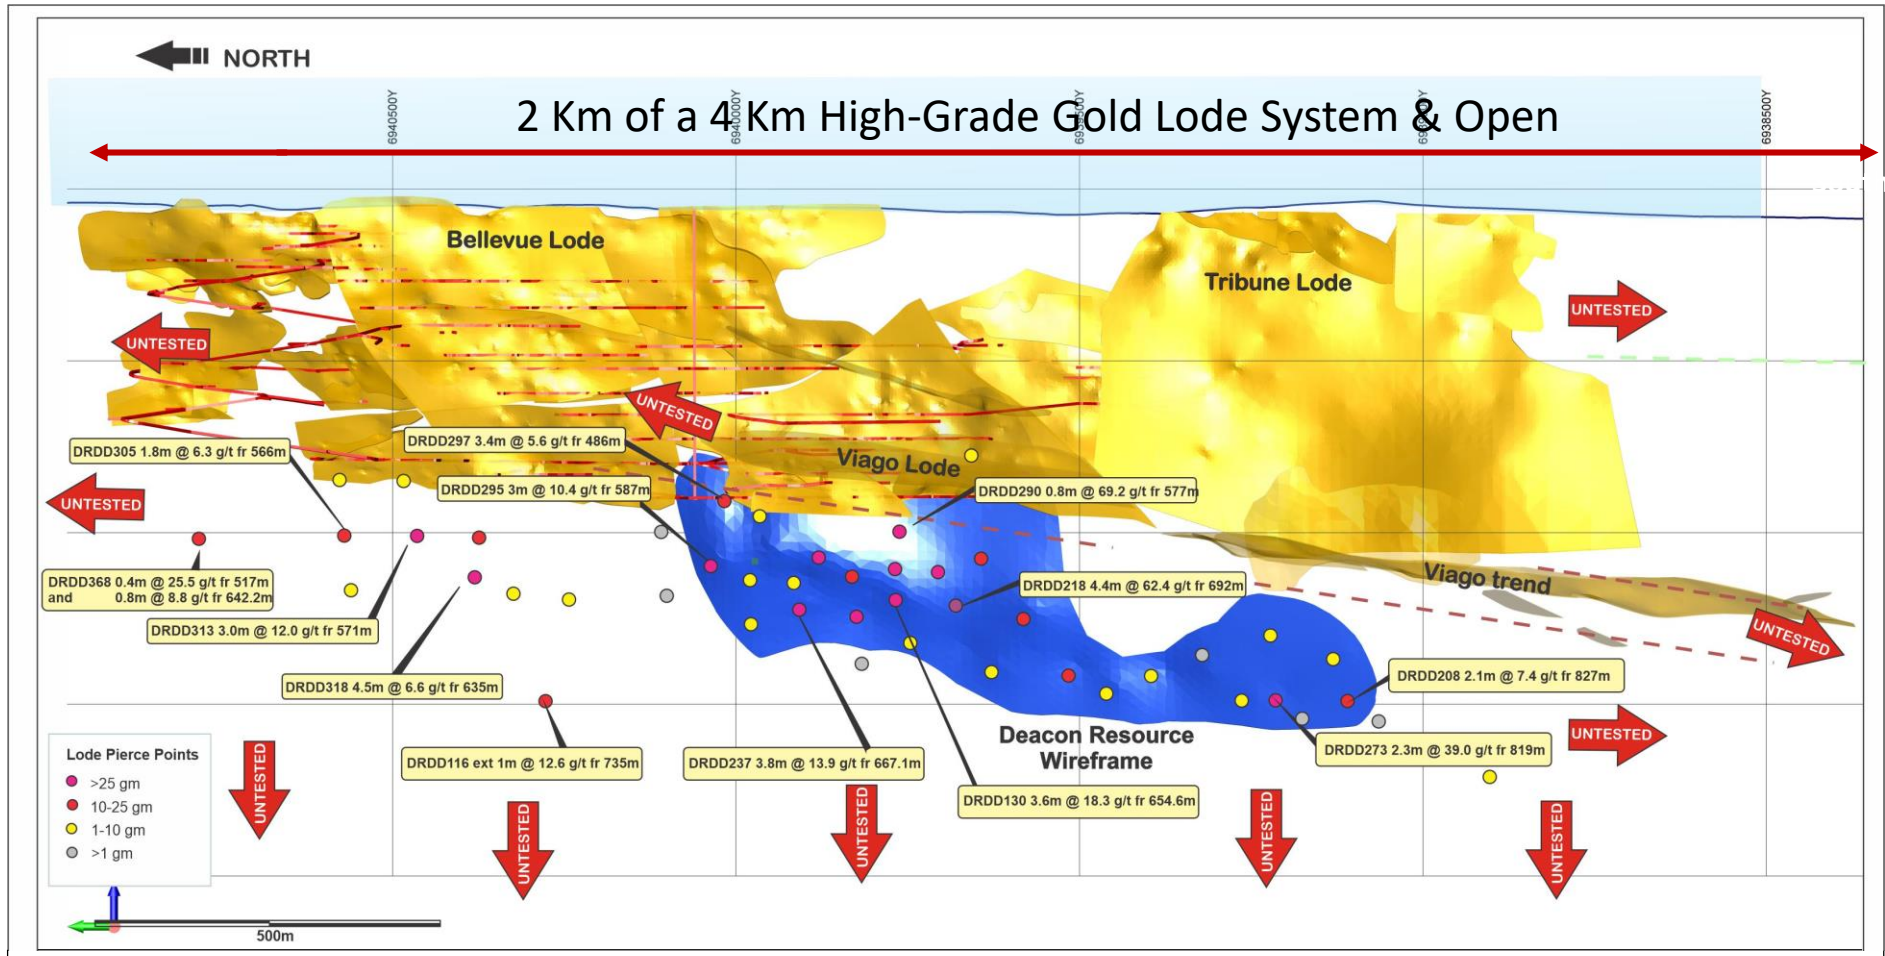 NORTH
2 Km of a 4 Km High-Grade Gold Lode System & Open
6940500Y
6940000Y
6939500Y
6938500Y
Bellevue Lode
Tribune Lode
UNTESTED
UNTESTED
UNTESTED
DRDD297 3.4m @ 5.6 g/t fr 486m
DRDD305 1.8m @ 6.3 g/t fr 566m
Viago Lode
DRDD295 3m @ 10.4 g/t fr 587m
DRDD290 0.8m @ 69.2 g/t fr 577m
UNTESTED
DRDD368 0.4m @ 25.5 g/t fr 517m
and 0.8m @ 8.8 g/t fr 642.2m
DRDD218 4.4m @ 62.4 g/t fr 692m
Viago trend
DRDD313 3.0m @ 12.0 g/t fr 571m
UNTESTED
DRDD318 4.5m @ 6.6 g/t fr 635m
DRDD208 2.1m @ 7.4 g/t fr 827m
Deacon Resource
Wireframe
UNTESTED
DRDD273 2.3m @ 39.0 g/t fr 819m
DRDD116 ext 1m @ 12.6 g/t fr 735m
DRDD237 3.8m @ 13.9 g/t fr 667.1m
DRDD130 3.6m @ 18.3 g/t fr 654.6m
Lode Pierce Points
>25 gm
10-25 gm
1-10 gm
>1 gm
UNTESTED
UNTESTED
UNTESTED
UNTESTED
UNTESTED
500m